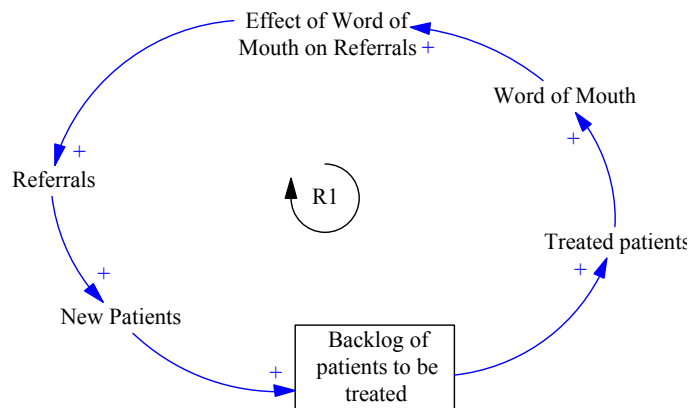 Effect of Word of
Mouth on Referrals
+
Word of Mouth
+
+
Referrals
R1
Treated patients
+
+
New Patients
+
Backlog of
patients to be
treated